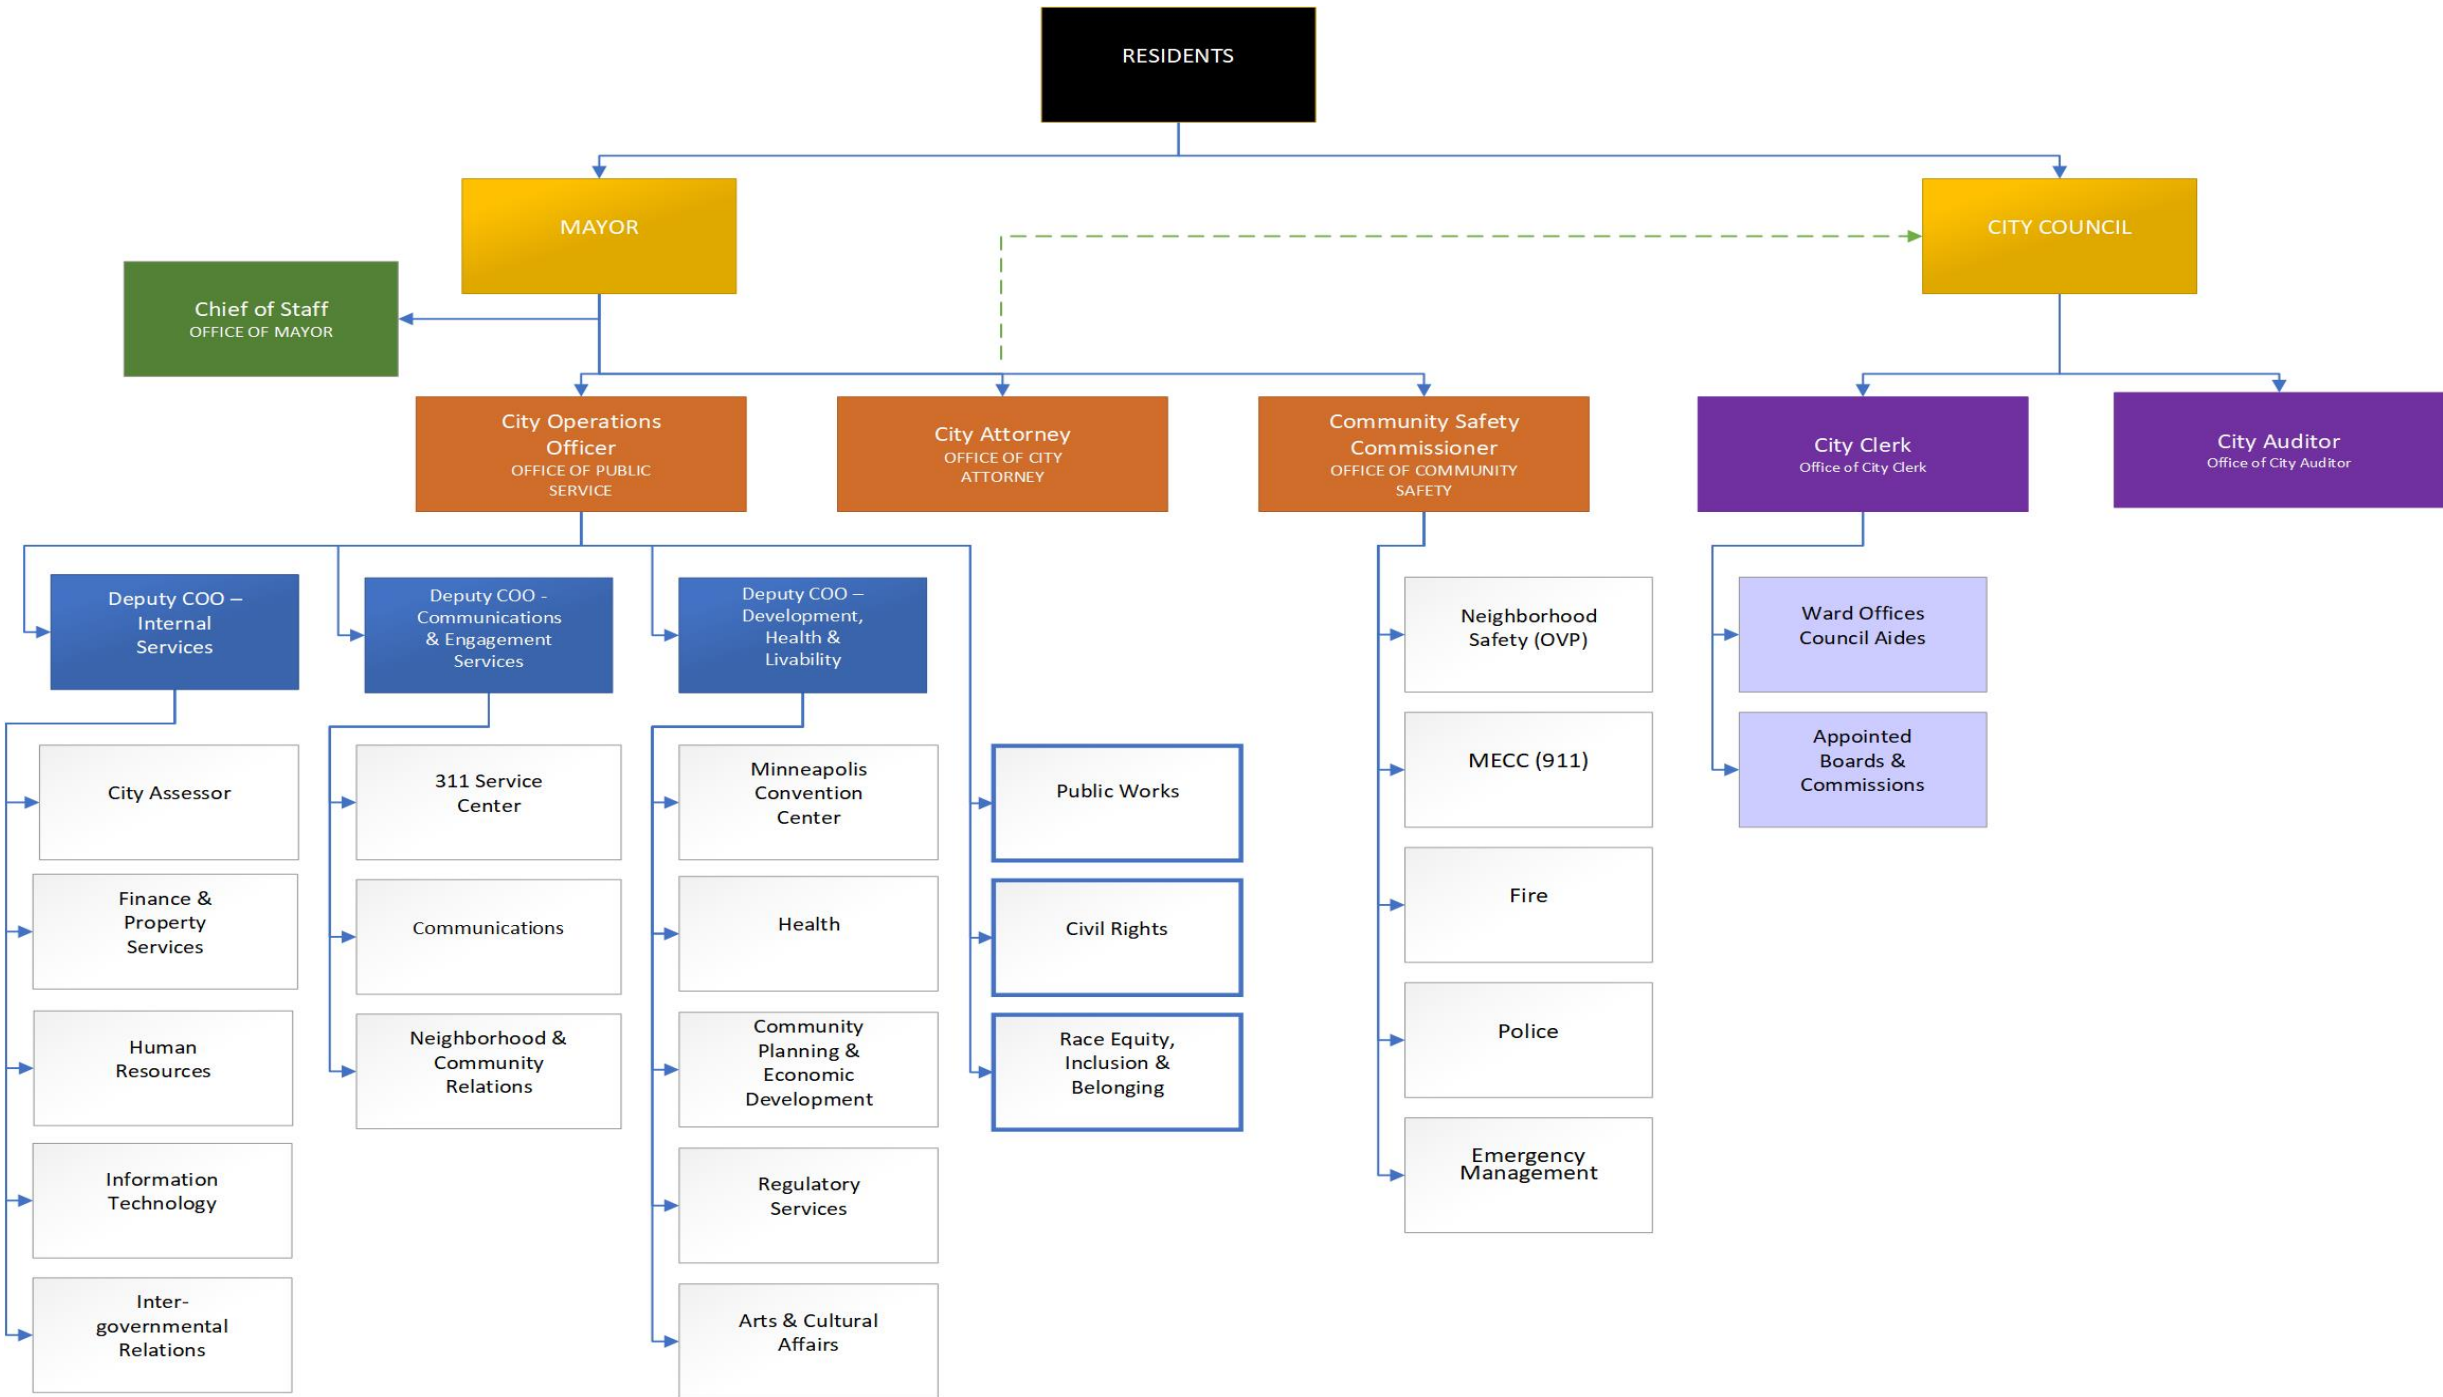 RESIDENTS
MAYOR
CITY COUNCIL
Chief of Staff
OFFICE OF MAYOR
City Operations
Officer
OFFICE OF PUBLIC
SERVICE
City Attorney
OFFICE OF CITY
ATTORNEY
Community Safety
Commissioner
OFFICE OF COMMUNITY
SAFETY
City Clerk
Office of City Clerk
City Auditor
Office of City Auditor
Deputy COO –
Internal
Services
Deputy COO -
Communications
& Engagement
Services
Deputy COO –
Development,
Health &
Livability
City Assessor
Finance &
Property
Services
Human
Resources
Information
Technology
Inter-
governmental
Relations
311 Service
Center
Communications
Neighborhood &
Community
Relations
Minneapolis
Convention
Center
Health
Community
Planning &
Economic
Development
Regulatory
Services
Arts & Cultural
Affairs
Public Works
Civil Rights
Race Equity,
Inclusion &
Belonging
Neighborhood
Safety (OVP)
MECC (911)
Fire
Police
Emergency
Management
Ward Offices
Council Aides
Appointed
Boards &
Commissions